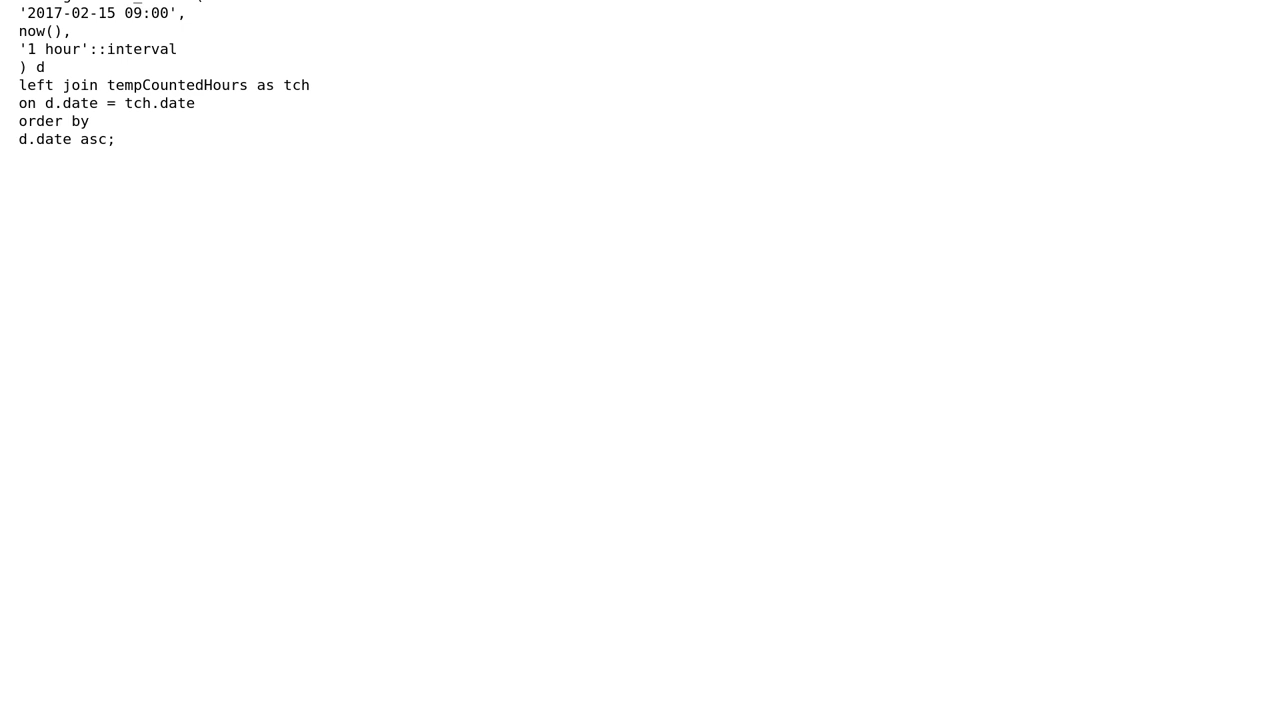 '2017-02-15 09:00',
now(),
'1 hour'::interval
) d
left join tempCountedHours as tch
on d.date = tch.date
order by
d.date asc;